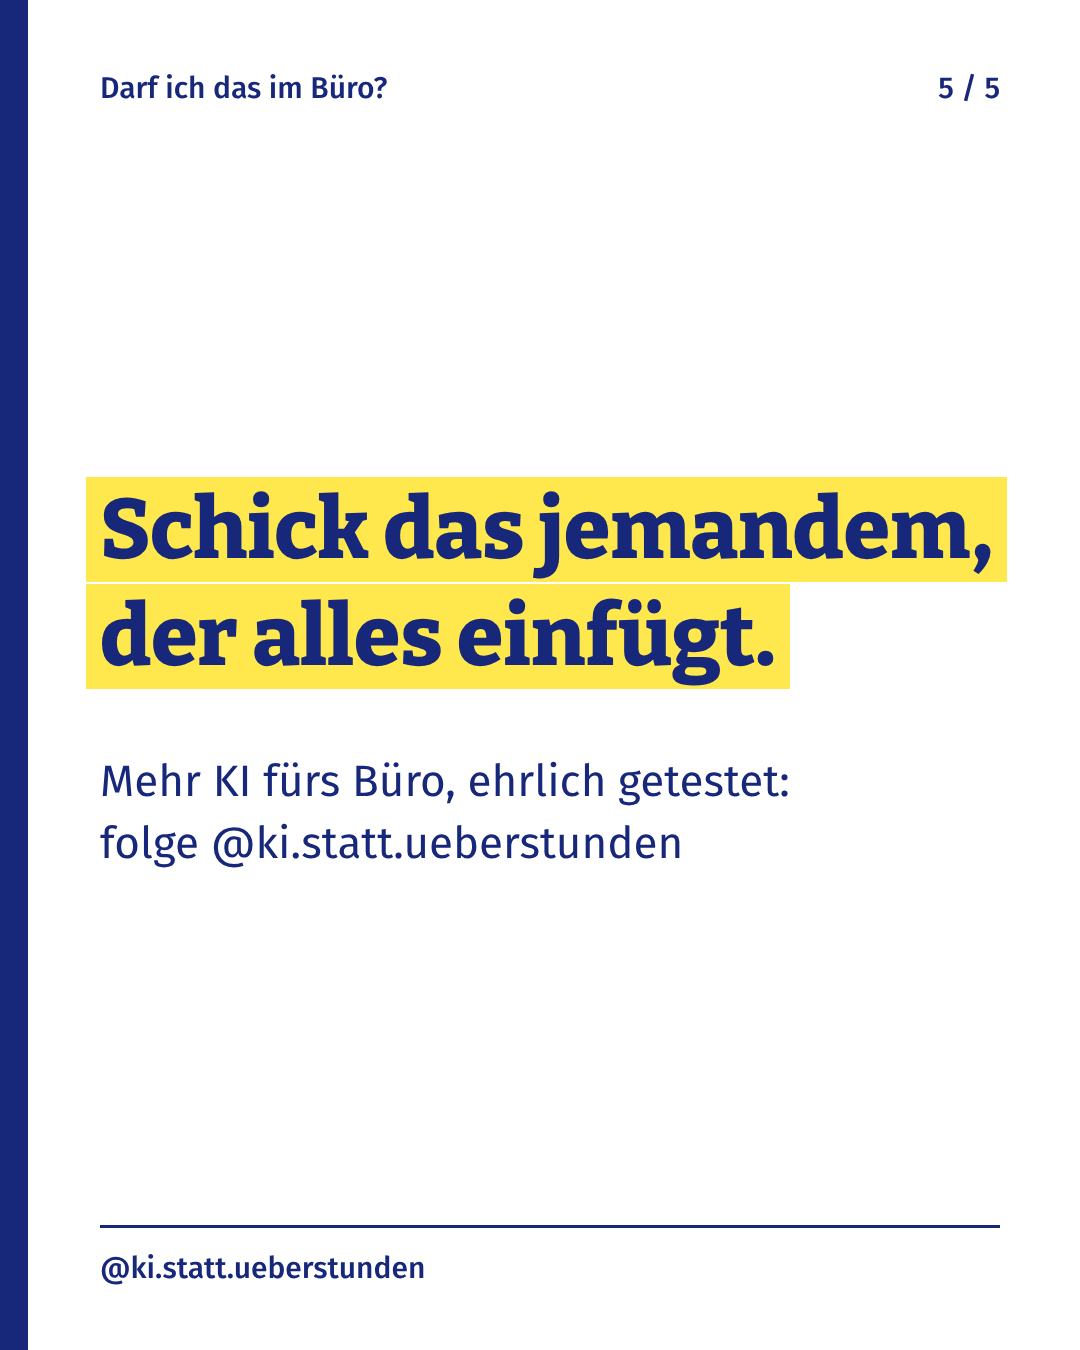 Darf ich das im Büro?
5 / 5
Schick das jemandem,
der alles einfügt.
Mehr KI fürs Büro, ehrlich getestet:
folge @ki.statt.ueberstunden
@ki.statt.ueberstunden